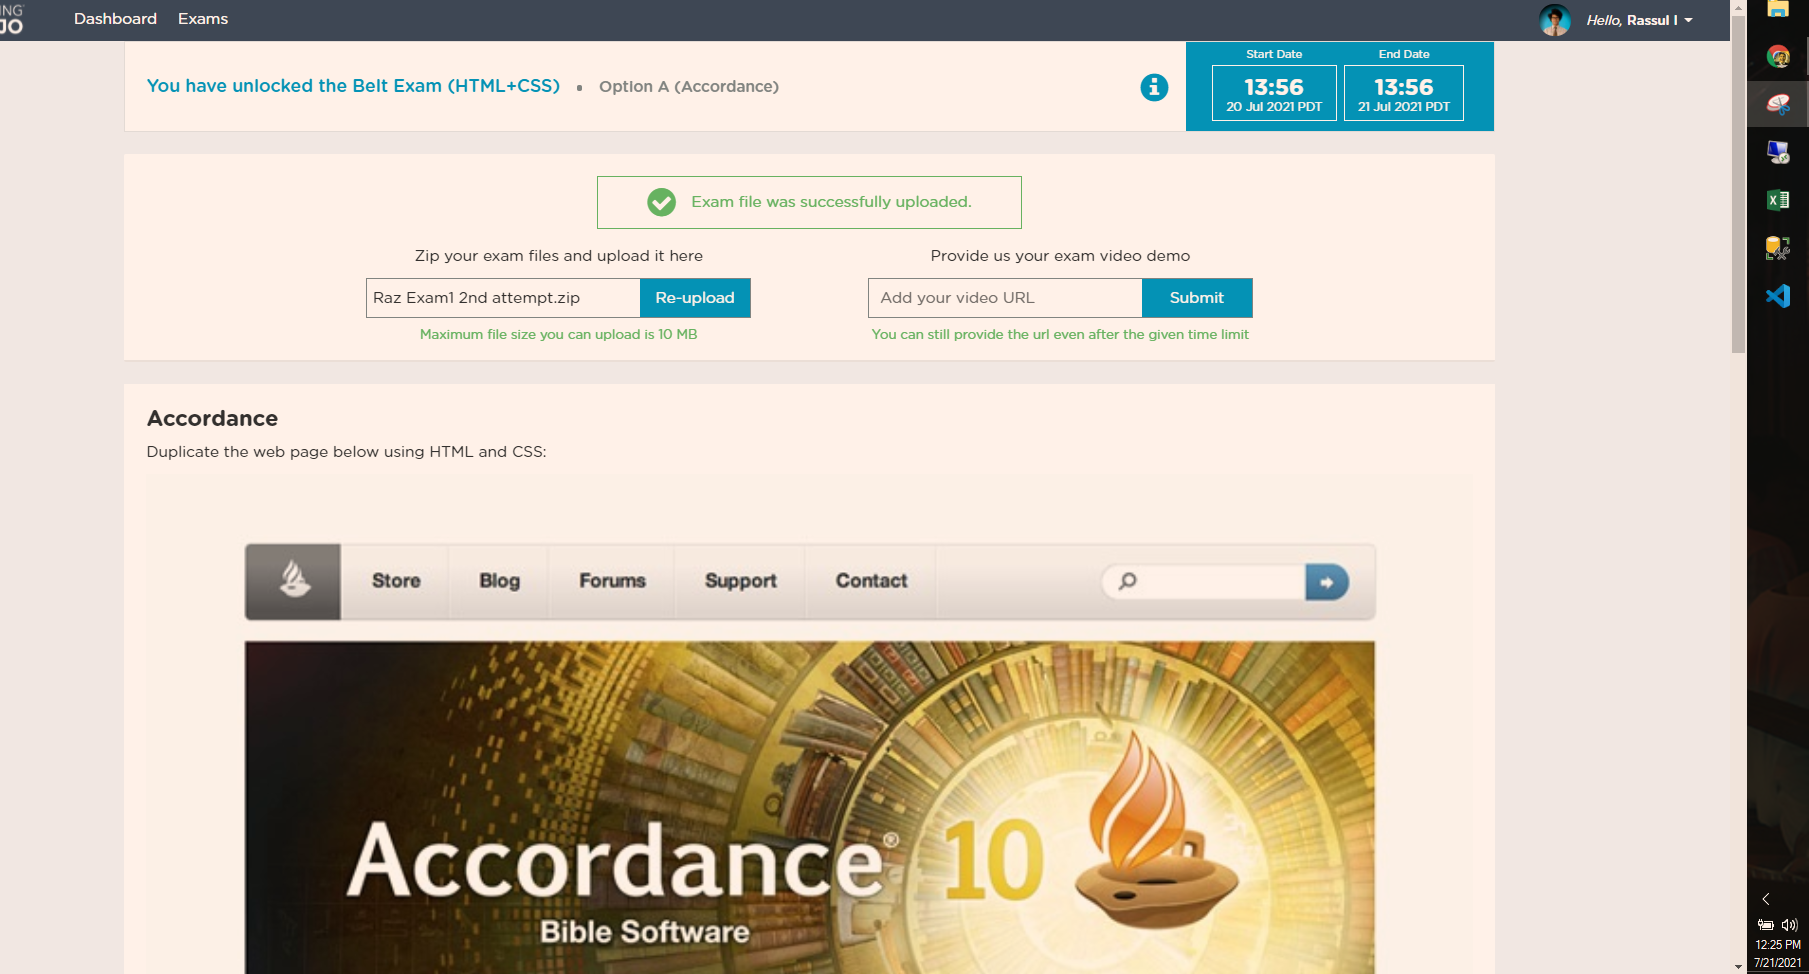 ING
JO
Dashboard Exams
Hello, Rassul I
You have unlocked the Belt Exam (HTML+CSS) Option A (Accordance)
Start Date End Date
13:56 13:56
20 Jul 2021 PDT 21 Jul 2021 PDT
Exam file was successfully uploaded.
Zip your exam files and upload it here
Raz Exam1 2nd attempt.zip Re-upload
Maximum file size you can upload is 10 MB
Provide us your exam video demo
Add your video URL Submit
You can still provide the url even after the given time limit
Accordance
Duplicate the web page below using HTML and CSS:
Store Blog Forums Support Contact
Accordance® 10
Bible Software
12:25 PM
7/21/2021